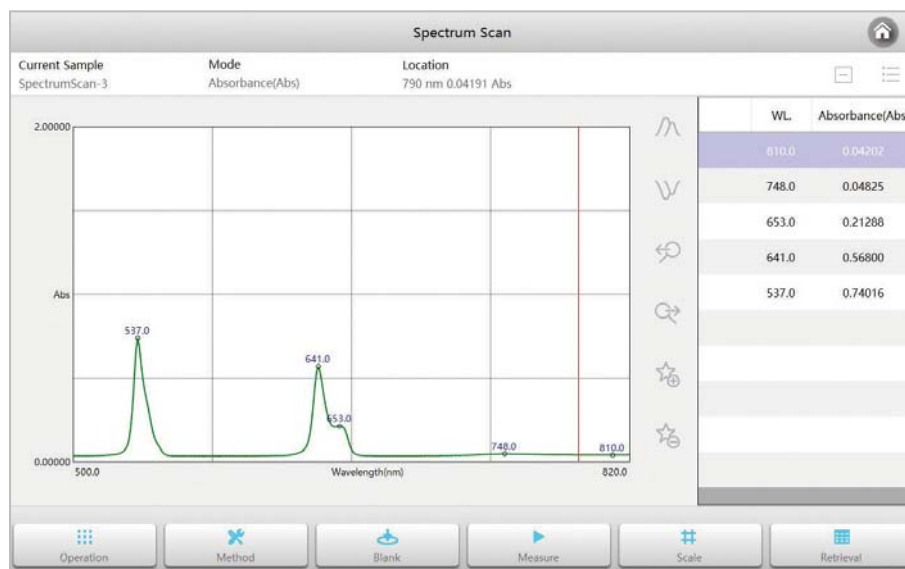 Spectrum Scan
Current Sample Mode Location
SpectrumScan-3 Absorbance(Abs) 790 nm 0.04191 Abs
WL. Absorbance(Abs
810.0 0.04202
748.0 0.04825
653.0 0.21288
641.0 0.56800
537.0 0.74016
2.00000
Abs
0.00000
537.0
641.0
653.0
748.0
810.0
500.0 Wavelength(nm) 820.0
Operation Method Blank Measure Scale Retrieval